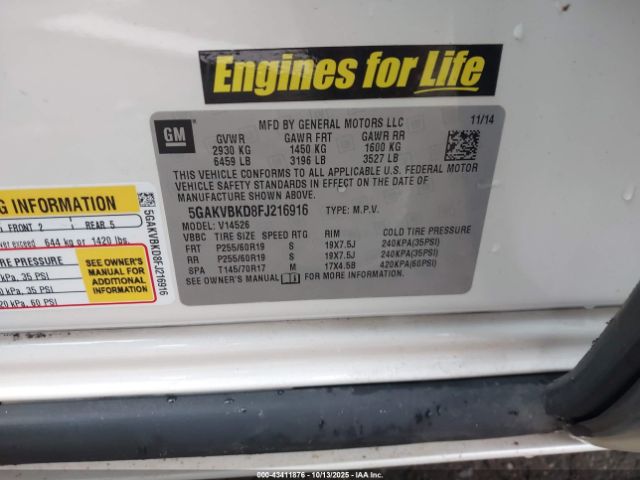 Engines for Life
GM
MFD BY GENERAL MOTORS LLC 11/14
GVWR GAWR FRT GAWR RR
2930 KG 1450 KG 1600 KG
6459 LB 3196 LB 3527 LB
THIS VEHICLE CONFORMS TO ALL APPLICABLE U.S. FEDERAL MOTOR
VEHICLE SAFETY STANDARDS IN EFFECT ON THE DATE OF
MANUFACTURE SHOWN ABOVE.
5GAKVBKD8FJ216916 TYPE: M.P.V.
MODEL: V14526
VBBC TIRE SIZE SPEED RTG RIM COLD TIRE PRESSURE
FRT P255/60R19 S 19X7.5J 240KPA(35PSI)
RR P255/60R19 S 19X7.5J 240KPA(35PSI)
SPA T145/70R17 M 17X4.5B 420KPA(60PSI)
SEE OWNER'S MANUAL FOR ADDITIONAL INFORMATION.
G INFORMATION
FRONT 2 REAR 5
exceed 644 kg or 1420 lbs.
RE PRESSURE
kPa, 35 PSI
kPa, 35 PSI
20 kPa, 60 PSI
SEE OWNER'S
MANUAL FOR
ADDITIONAL
INFORMATION
5GAKVBKD8FJ216916
000-43411876 | 10/13/2025 | IAA, Inc.